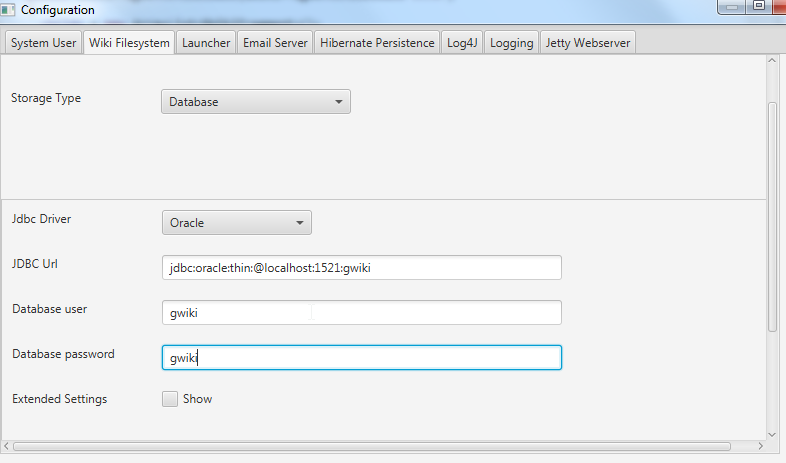 Configuration
System User Wiki Filesystem Launcher Email Server Hibernate Persistence Log4J Logging Jetty Webserver
Storage Type Database
Jdbc Driver Oracle
JDBC Url jdbc:oracle:thin:@localhost:1521:gwiki
Database user gwiki
Database password gwiki
Extended Settings Show